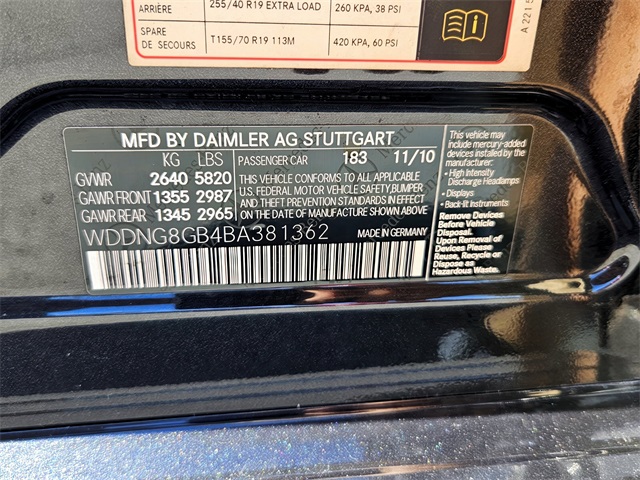 ARRIÈRE 255/40 R19 EXTRA LOAD 260 KPA, 38 PSI
SPARE
DE SECOURS T155/70 R19 113M 420 KPA, 60 PSI
A 221 5
MFD BY DAIMLER AG STUTTGART
KG LBS PASSENGER CAR 183 11/10
GVWR 2640 5820
GAWR FRONT 1355 2987
GAWR REAR 1345 2965
THIS VEHICLE CONFORMS TO ALL APPLICABLE
U.S. FEDERAL MOTOR VEHICLE SAFETY, BUMPER
AND THEFT PREVENTION STANDARDS IN EFFECT
ON THE DATE OF MANUFACTURE SHOWN ABOVE.
WDDNG8GB4BA381362 MADE IN GERMANY
This vehicle may
include
mercury-added
devices installed
by manufacturer:
- High Intensity
Discharge Headlamps
- Displays
- Back-lit Instruments
Remove Devices
Before Vehicle
Disposal.
Upon Removal of
Devices Please
Reuse, Recycle or
Dispose as
Hazardous Waste.